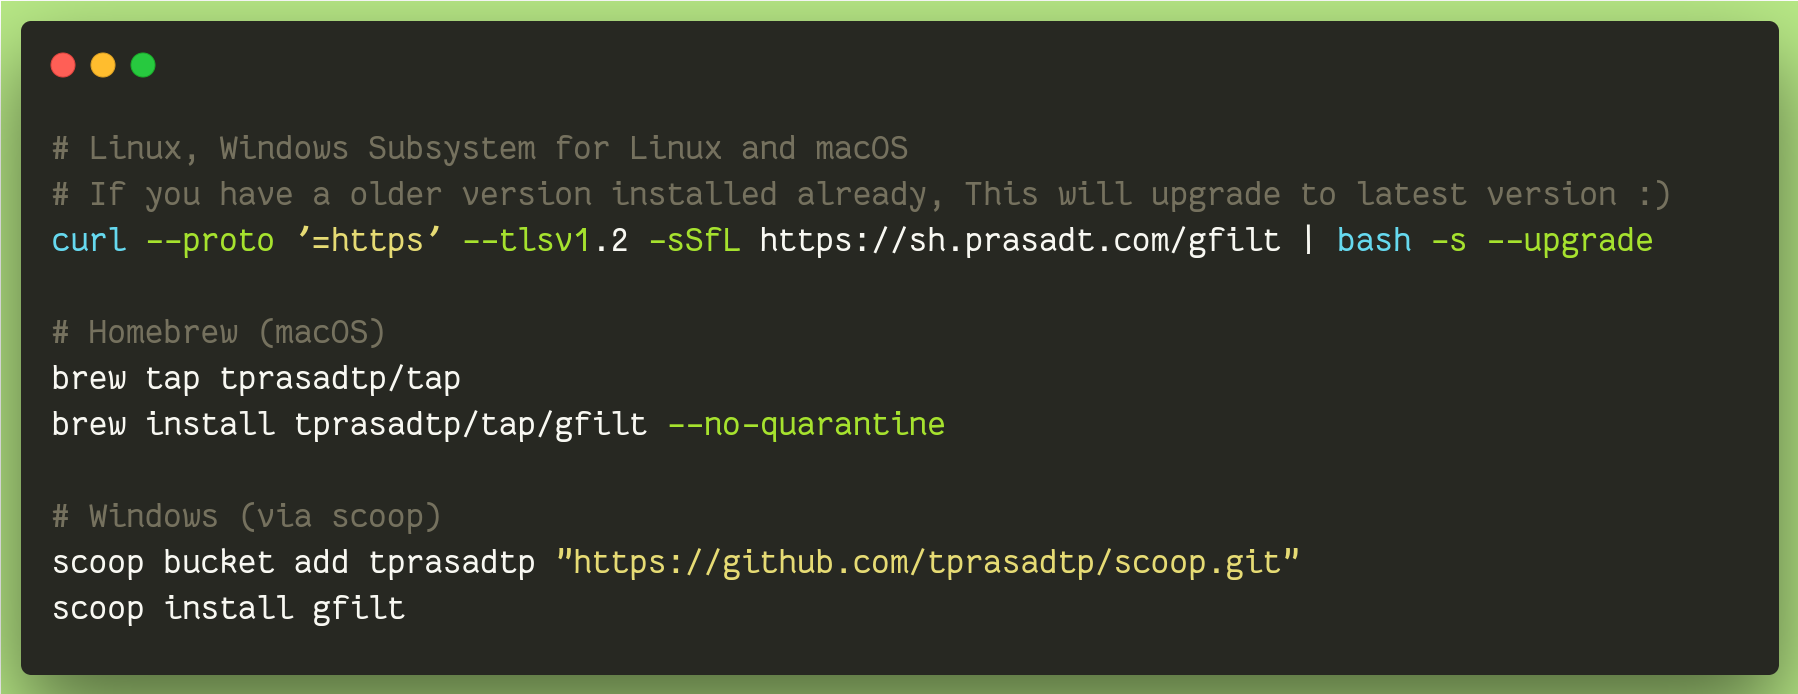 # Linux, Windows Subsystem for Linux and macOS
# If you have a older version installed already, This will upgrade to latest version :)
curl --proto '=https' --tlsv1.2 -sSfL https://sh.prasadt.com/gfilt | bash -s --upgrade
# Homebrew (macOS)
brew tap tprasadtp/tap
brew install tprasadtp/tap/gfilt --no-quarantine
# Windows (via scoop)
scoop bucket add tprasadtp "https://github.com/tprasadtp/scoop.git"
scoop install gfilt